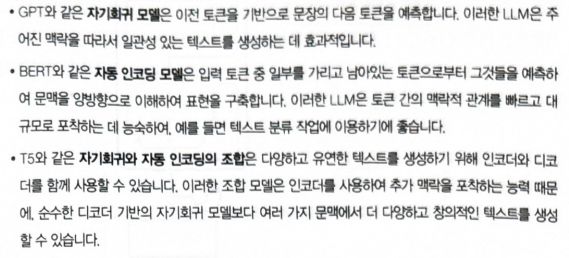 • GPT와 같은 자기회귀 모델은 이전 토큰을 기반으로 문장의 다음 토큰을 예측합니다. 이러한 LLM은 주
어진 맥락을 따라서 일관성 있는 텍스트를 생성하는 데 효과적입니다.
• BERT와 같은 자동 인코딩 모델은 입력 토큰 중 일부를 가리고 남아있는 토큰으로부터 그것들을 예측하
여 문맥을 양방향으로 이해하여 표현을 구축합니다. 이러한 LLM은 토큰 간의 맥락적 관계를 빠르고 대
규모로 포착하는 데 능숙하여, 예를 들면 텍스트 분류 작업에 이용하기에 좋습니다.
• T5와 같은 자기회귀와 자동 인코딩의 조합은 다양하고 유연한 텍스트를 생성하기 위해 인코더와 디코
더를 함께 사용할 수 있습니다. 이러한 조합 모델은 인코더를 사용하여 추가 맥락을 포착하는 능력 때문
에, 순수한 디코더 기반의 자기회귀 모델보다 여러 가지 문맥에서 더 다양하고 창의적인 텍스트를 생성
할 수 있습니다.